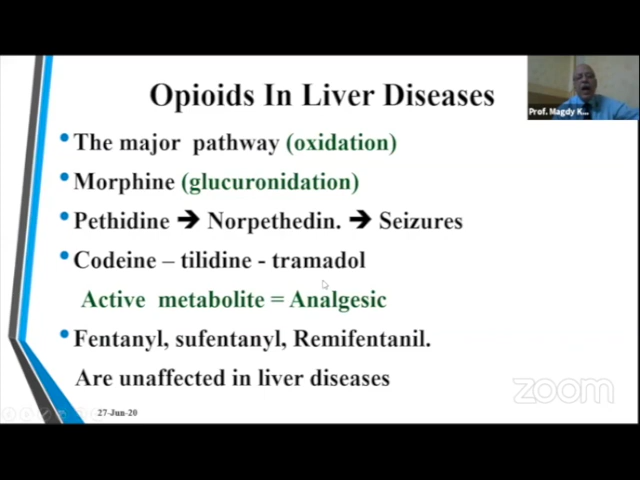 Opioids In Liver Diseases
Prof. Magdy K...
• The major pathway (oxidation)
• Morphine (glucuronidation)
• Pethidine → Norpethedin. → Seizures
• Codeine – tilidine - tramadol
Active metabolite = Analgesic
• Fentanyl, sufentanyl, Remifentanil.
Are unaffected in liver diseases
zoom
27-Jun-20